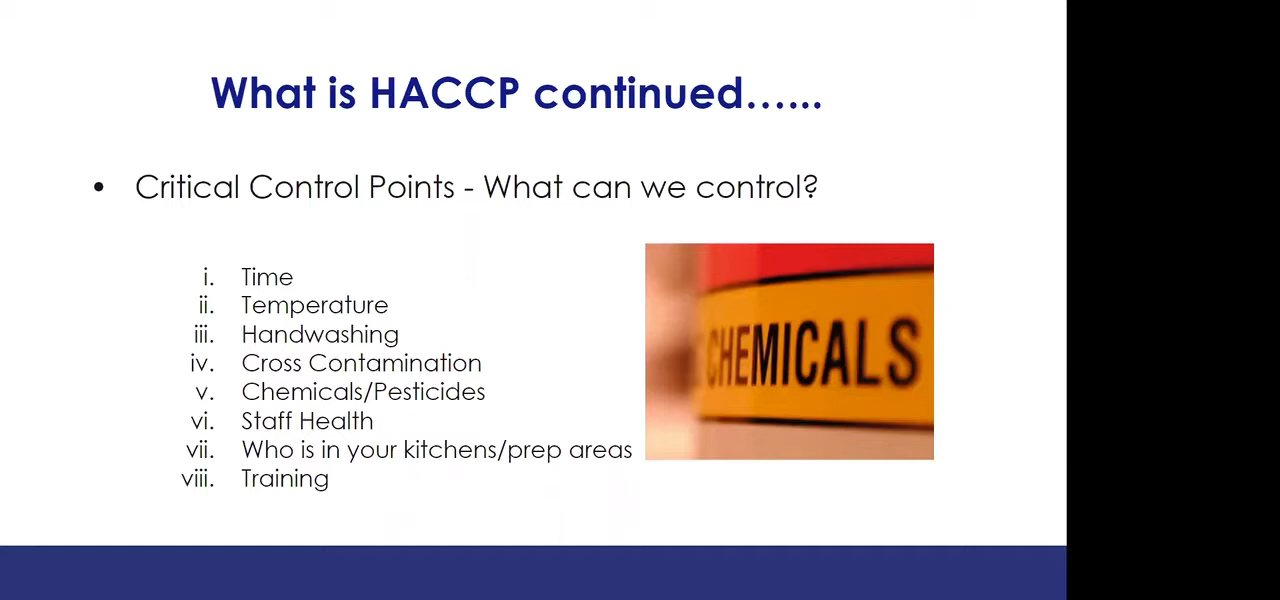 What is HACCP continued…...
• Critical Control Points - What can we control?
i. Time
ii. Temperature
iii. Handwashing
iv. Cross Contamination
v. Chemicals/Pesticides
vi. Staff Health
vii. Who is in your kitchens/prep areas
viii. Training
CHEMICALS